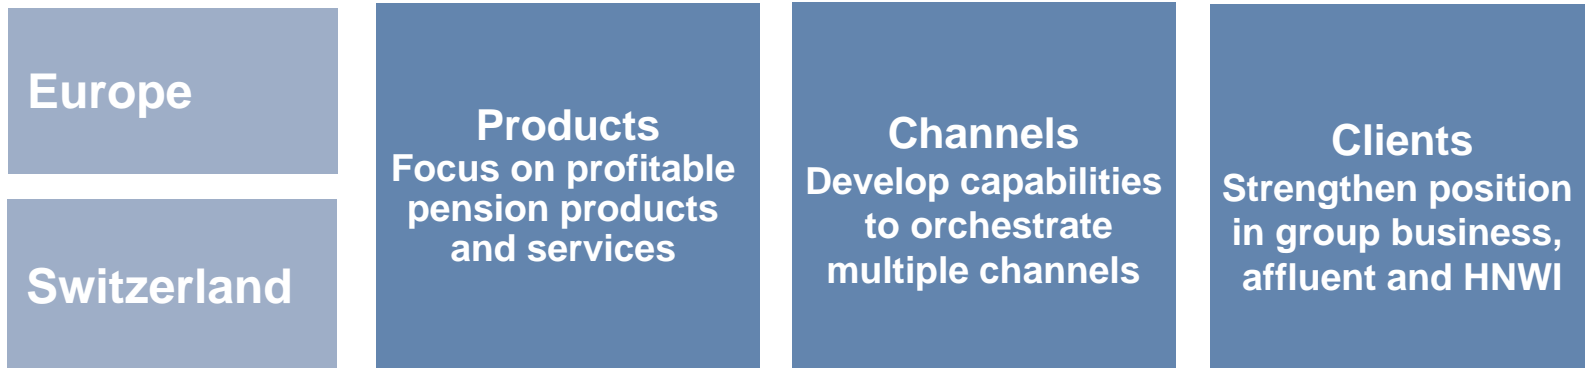 Europe
Switzerland
Products
Focus on profitable
pension products
and services
Channels
Develop capabilities
to orchestrate
multiple channels
Clients
Strengthen position
in group business,
affluent and HNWI